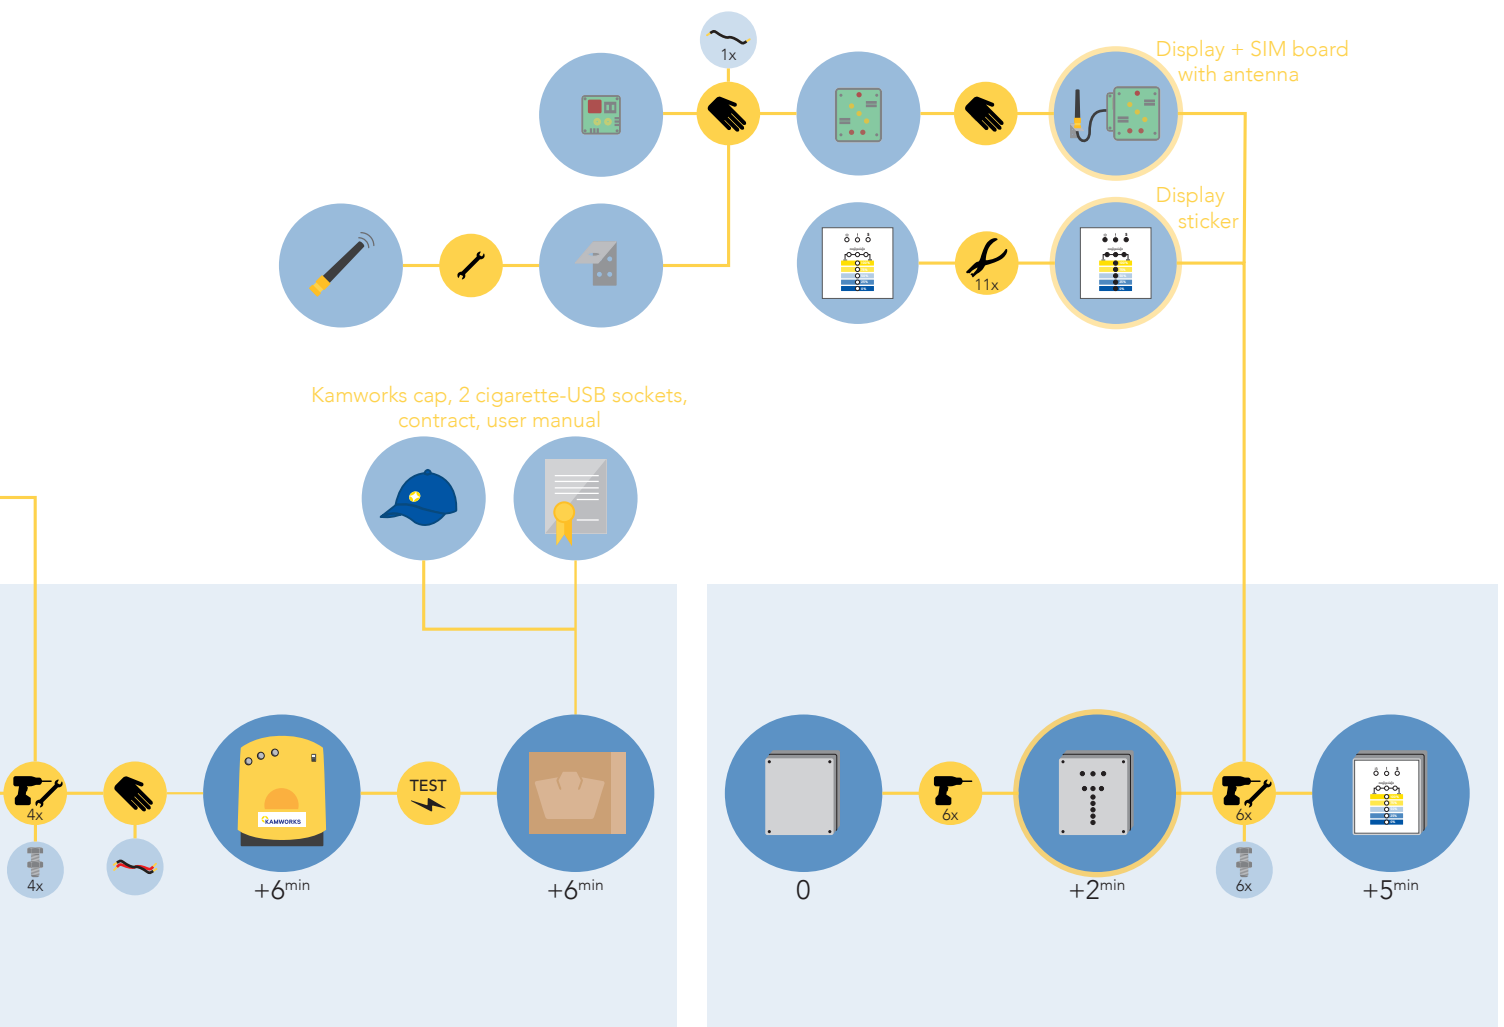 1x
Display + SIM board
with antenna
Display
sticker
11x
Kamworks cap, 2 cigarette-USB sockets,
contract, user manual
4x
4x
KAMWORKS
TEST
+6min
+6min
6x
6x
6x
0
+2min
+5min